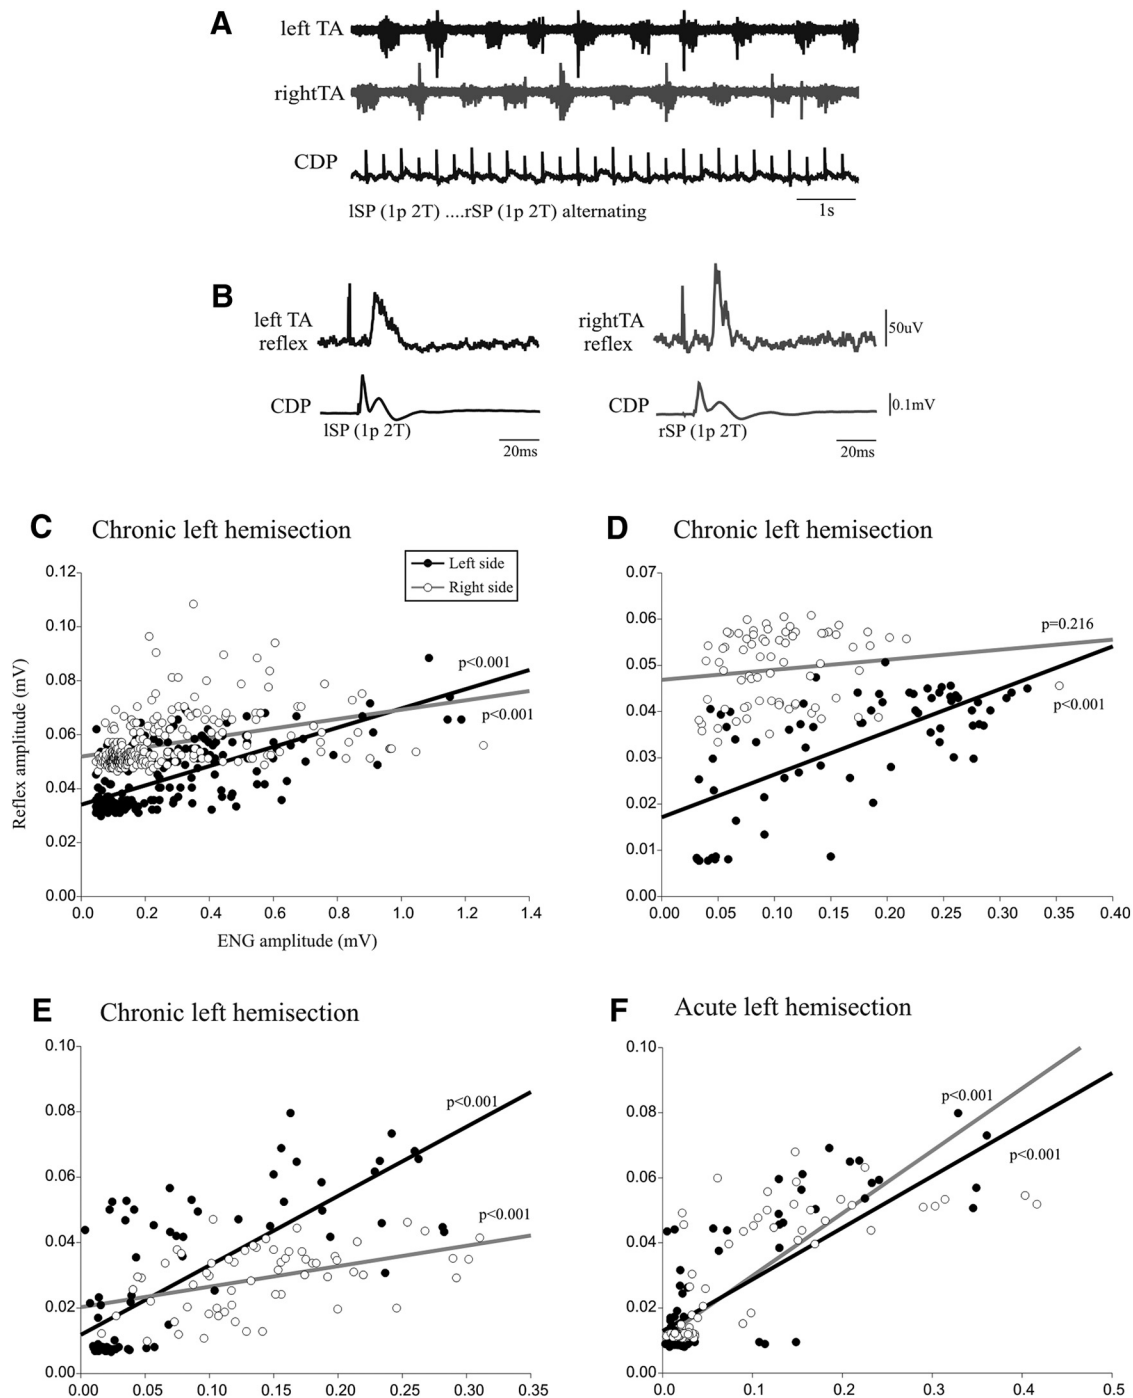 A
left TA
rightTA
CDP
lSP (1p 2T) ....rSP (1p 2T) alternating
1s
B
left TA
reflex
CDP
lSP (1p 2T)
20ms
rightTA
reflex
50uV
CDP
0.1mV
rSP (1p 2T)
20ms
C
Chronic left hemisection
Left side
Right side
0.12
0.10
0.08
0.06
0.04
0.02
0.00
p<0.001
p<0.001
Reflex amplitude (mV)
0.0 0.2 0.4 0.6 0.8 1.0 1.2 1.4
ENG amplitude (mV)
D
Chronic left hemisection
0.07
0.06
0.05
0.04
0.03
0.02
0.01
0.00
p=0.216
p<0.001
0.00 0.05 0.10 0.15 0.20 0.25 0.30 0.35 0.40
E
Chronic left hemisection
0.10
0.08
0.06
0.04
0.02
0.00
p<0.001
p<0.001
0.00 0.05 0.10 0.15 0.20 0.25 0.30 0.35
F
Acute left hemisection
0.10
0.08
0.06
0.04
0.02
0.00
p<0.001
p<0.001
0.0 0.1 0.2 0.3 0.4 0.5